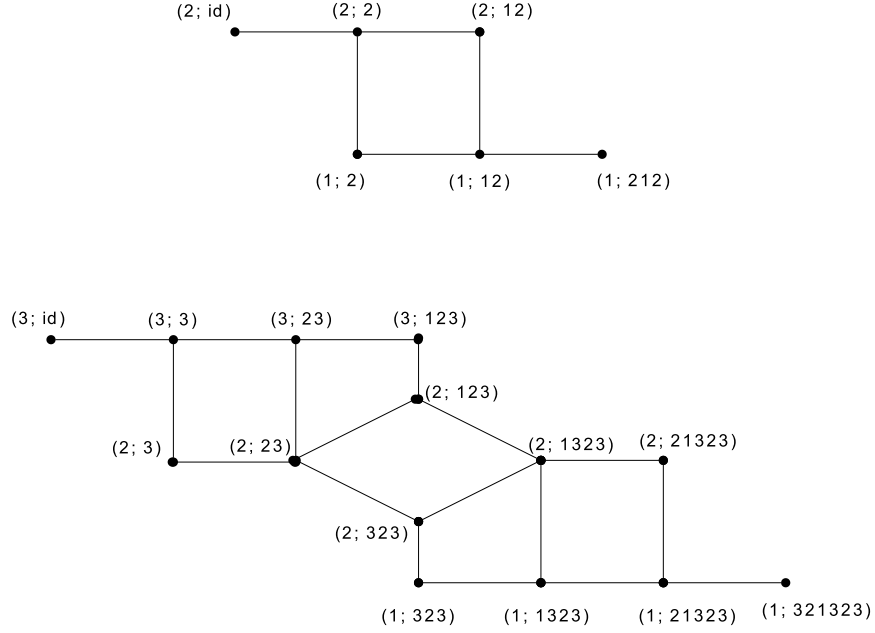 (2; id) (2; 2) (2; 12)
(1; 2) (1; 12) (1; 212)
(3; id) (3; 3) (3; 23) (3; 123)
(2; 123)
(2; 3) (2; 23) (2; 1323) (2; 21323)
(2; 323)
(1; 323) (1; 1323) (1; 21323) (1; 321323)